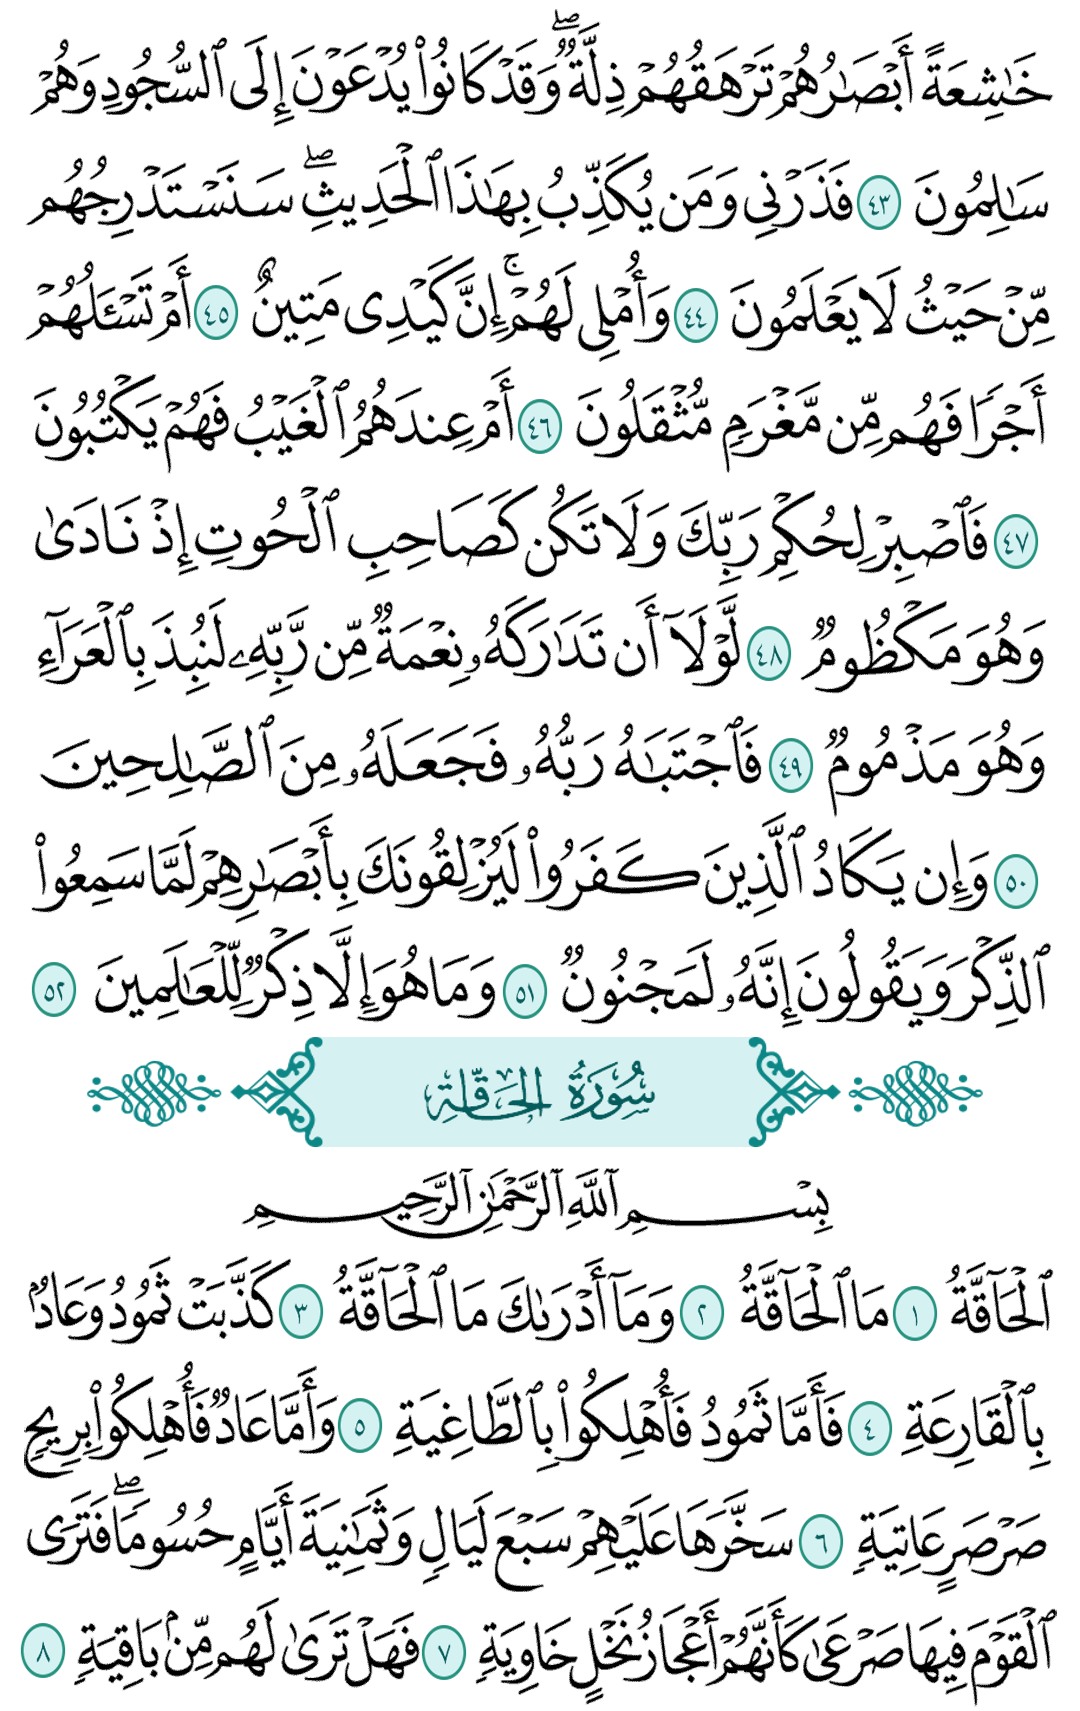 خَٰشِعَةً أَبْصَٰرُهُمْ تَرْهَقُهُمْ ذِلَّةٌۖ وَقَدْ كَانُوا۟ يُدْعَوْنَ إِلَى ٱلسُّجُودِ وَهُمْ
سَٰلِمُونَ ٤٣ فَذَرْنِى وَمَن يُكَذِّبُ بِهَٰذَا ٱلْحَدِيثِۖ سَنَسْتَدْرِجُهُم
مِّنْ حَيْثُ لَا يَعْلَمُونَ ٤٤ وَأُمْلِى لَهُمْۚ إِنَّ كَيْدِى مَتِينٌ ٤٥ أَمْ تَسْـَٔلُهُمْ
أَجْرًا فَهُم مِّن مَّغْرَمٍ مُّثْقَلُونَ ٤٦ أَمْ عِندَهُمُ ٱلْغَيْبُ فَهُمْ يَكْتُبُونَ
٤٧ فَٱصْبِرْ لِحُكْمِ رَبِّكَ وَلَا تَكُن كَصَاحِبِ ٱلْحُوتِ إِذْ نَادَىٰ
وَهُوَ مَكْظُومٌ ٤٨ لَّوْلَآ أَن تَدَٰرَكَهُۥ نِعْمَةٌ مِّن رَّبِّهِۦ لَنُبِذَ بِٱلْعَرَآءِ
وَهُوَ مَذْمُومٌ ٤٩ فَٱجْتَبَٰهُ رَبُّهُۥ فَجَعَلَهُۥ مِنَ ٱلصَّٰلِحِينَ
٥٠ وَإِن يَكَادُ ٱلَّذِينَ كَفَرُوا۟ لَيُزْلِقُونَكَ بِأَبْصَٰرِهِمْ لَمَّا سَمِعُوا۟
ٱلذِّكْرَ وَيَقُولُونَ إِنَّهُۥ لَمَجْنُونٌ ٥١ وَمَا هُوَ إِلَّا ذِكْرٌ لِّلْعَٰلَمِينَ ٥٢
سُورَةُ الحَاقَّةِ
بِسْمِ ٱللَّهِ ٱلرَّحْمَٰنِ ٱلرَّحِيمِ
ٱلْحَآقَّةُ ١ مَا ٱلْحَآقَّةُ ٢ وَمَآ أَدْرَىٰكَ مَا ٱلْحَآقَّةُ ٣ كَذَّبَتْ ثَمُودُ وَعَادٌۢ
بِٱلْقَارِعَةِ ٤ فَأَمَّا ثَمُودُ فَأُهْلِكُوا۟ بِٱلطَّاغِيَةِ ٥ وَأَمَّا عَادٌ فَأُهْلِكُوا۟ بِرِيحٍ
صَرْصَرٍ عَاتِيَةٍ ٦ سَخَّرَهَا عَلَيْهِمْ سَبْعَ لَيَالٍ وَثَمَٰنِيَةَ أَيَّامٍ حُسُومًاۖ فَتَرَى
ٱلْقَوْمَ فِيهَا صَرْعَىٰ كَأَنَّهُمْ أَعْجَازُ نَخْلٍ خَاوِيَةٍ ٧ فَهَلْ تَرَىٰ لَهُم مِّنۢ بَاقِيَةٍ ٨